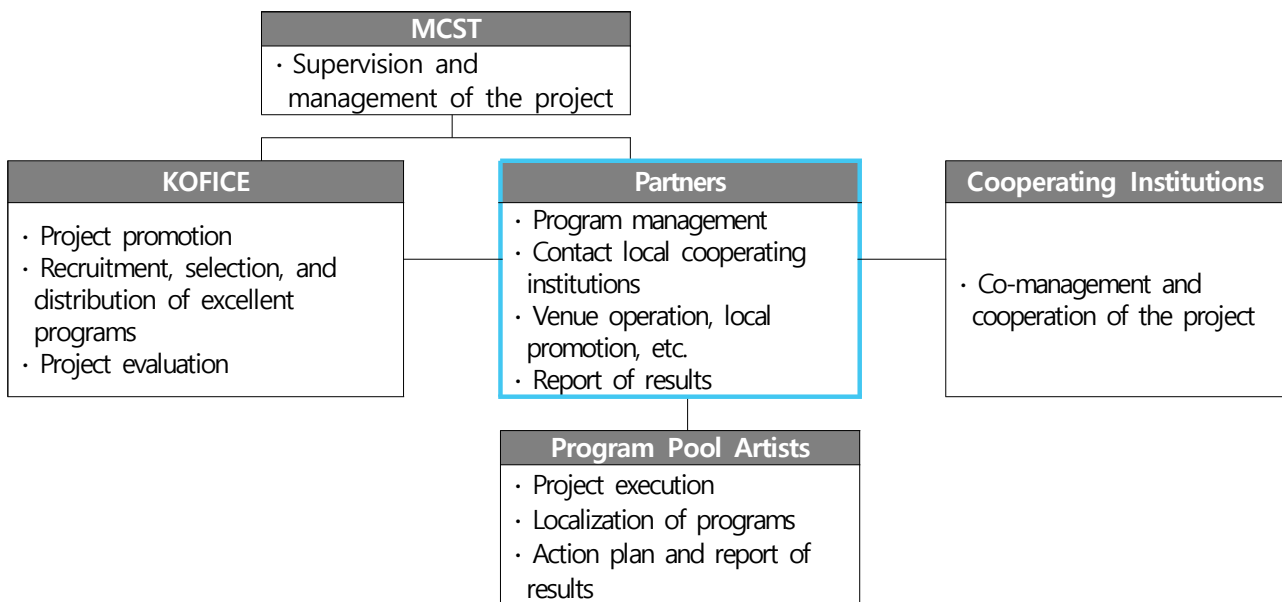 MCST
· Supervision and
management of the project
KOFICE
· Project promotion
· Recruitment, selection, and
distribution of excellent
programs
· Project evaluation
Partners
· Program management
· Contact local cooperating
institutions
· Venue operation, local
promotion, etc.
· Report of results
Cooperating Institutions
· Co-management and
cooperation of the project
Program Pool Artists
· Project execution
· Localization of programs
· Action plan and report of
results